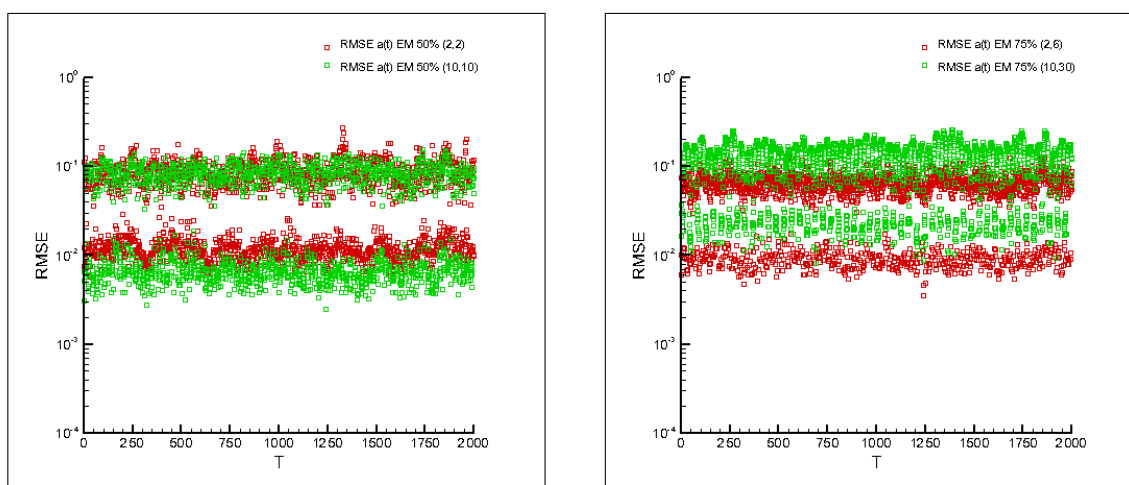 RMSE a(t) EM 50% (2,2)
RMSE a(t) EM 50% (10,10)
10⁰
10⁻¹
10⁻²
10⁻³
10⁻⁴
RMSE
0 250 500 750 1000 1250 1500 1750 2000
T
RMSE a(t) EM 75% (2,6)
RMSE a(t) EM 75% (10,30)
10⁰
10⁻¹
10⁻²
10⁻³
10⁻⁴
RMSE
0 250 500 750 1000 1250 1500 1750 2000
T